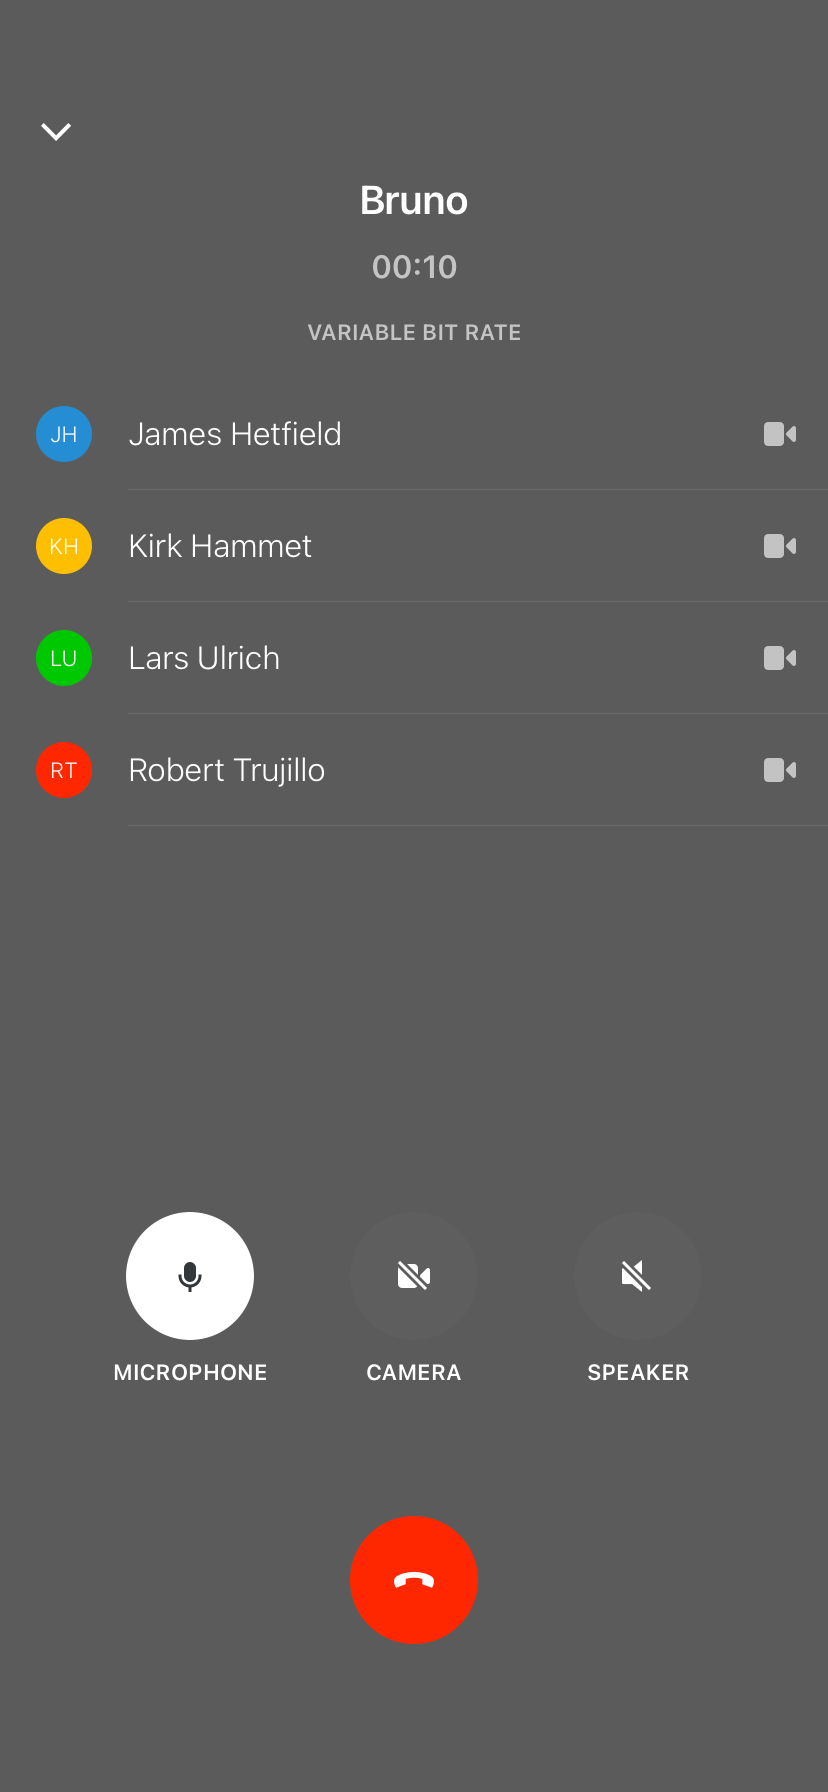 Bruno
00:10
VARIABLE BIT RATE
JH James Hetfield
KH Kirk Hammet
LU Lars Ulrich
RT Robert Trujillo
MICROPHONE CAMERA SPEAKER